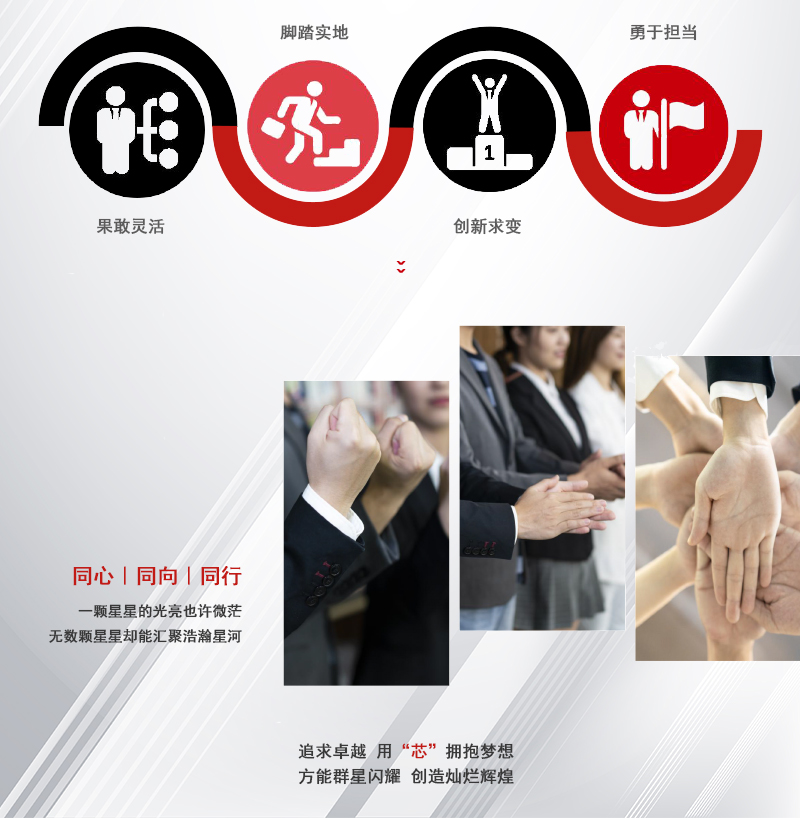 脚踏实地
勇于担当
1
果敢灵活
创新求变
同心｜同向｜同行
一颗星星的光亮也许微茫
无数颗星星却能汇聚浩瀚星河
追求卓越 用“芯”拥抱梦想
方能群星闪耀 创造灿烂辉煌